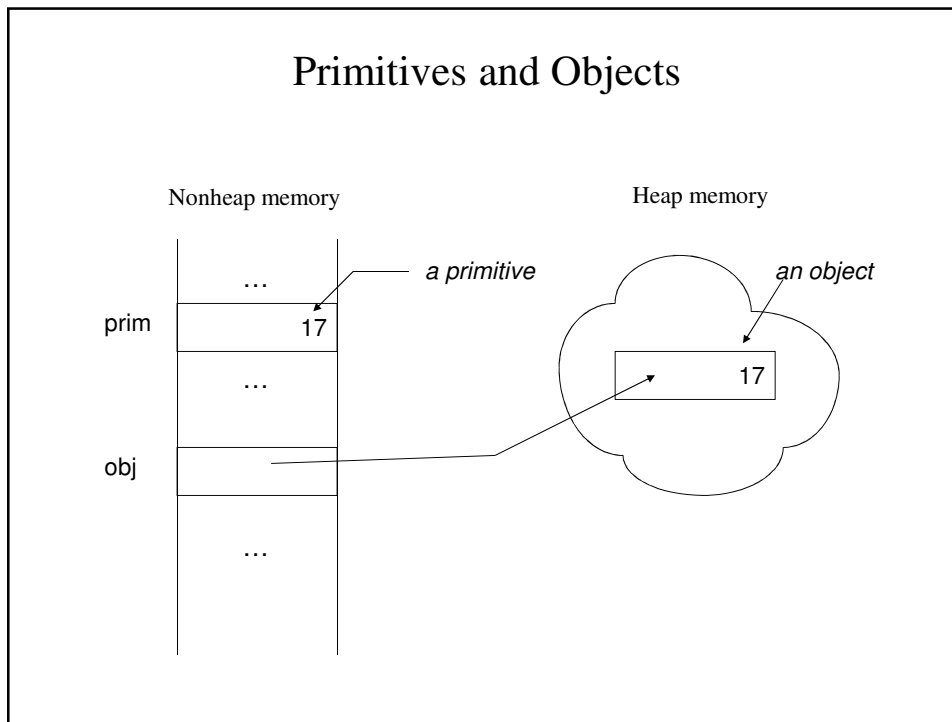 Primitives and Objects
Nonheap memory
Heap memory
...
a primitive
an object
prim
17
...
17
obj
...